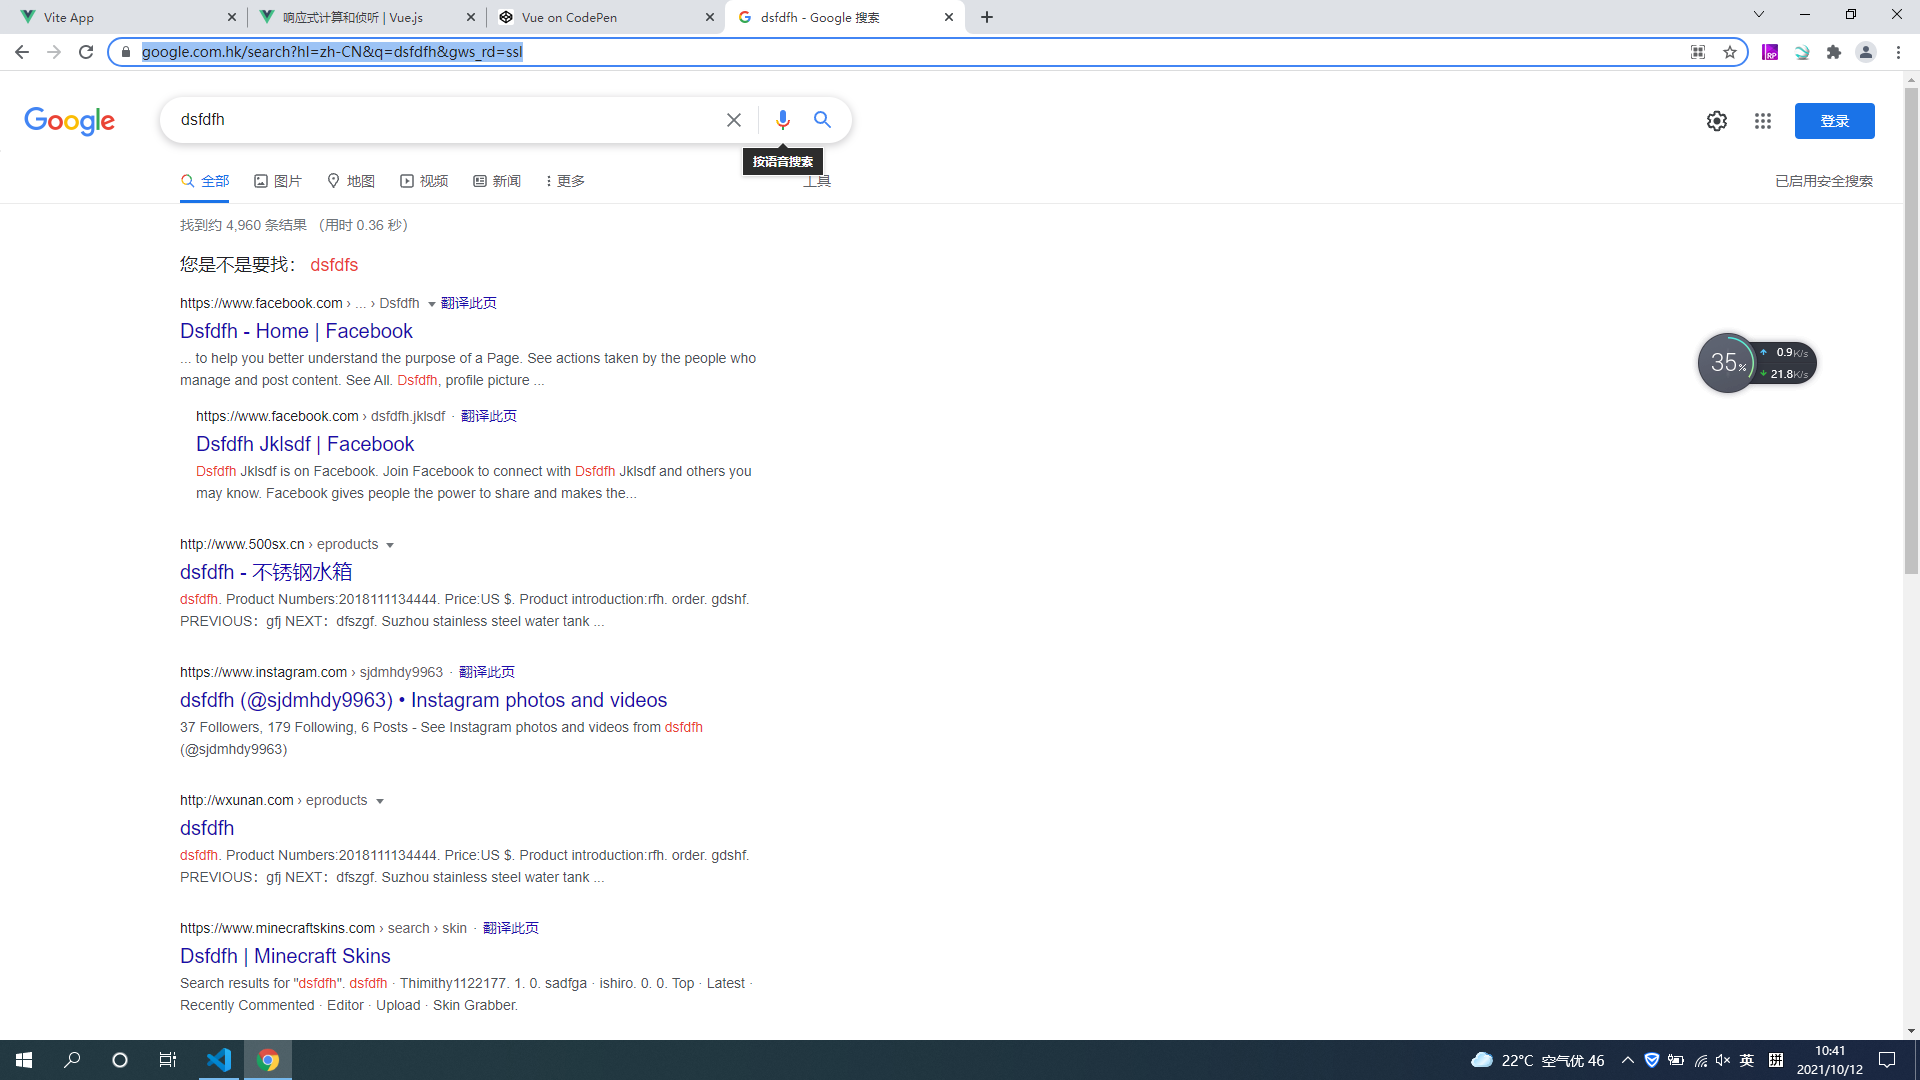 Vite App
响应式计算和侦听 | Vue.js
Vue on CodePen
dsfdfh - Google 搜索
google.com.hk/search?hl=zh-CN&q=dsfdfh&gws_rd=ssl
RP
Google
dsfdfh
登录
按语音搜索
全部
图片
地图
视频
新闻
更多
工具
已启用安全搜索
找到约 4,960 条结果 （用时 0.36 秒）
您是不是要找： dsfdfs
https://www.facebook.com › ... › Dsfdfh 翻译此页
Dsfdfh - Home | Facebook
... to help you better understand the purpose of a Page. See actions taken by the people who
manage and post content. See All. Dsfdfh, profile picture ...
https://www.facebook.com › dsfdfh.jklsdf · 翻译此页
Dsfdfh Jklsdf | Facebook
Dsfdfh Jklsdf is on Facebook. Join Facebook to connect with Dsfdfh Jklsdf and others you
may know. Facebook gives people the power to share and makes the...
http://www.500sx.cn › eproducts
dsfdfh - 不锈钢水箱
dsfdfh. Product Numbers:2018111134444. Price:US $. Product introduction:rfh. order. gdshf.
PREVIOUS：gfj NEXT：dfszgf. Suzhou stainless steel water tank ...
https://www.instagram.com › sjdmhdy9963 · 翻译此页
dsfdfh (@sjdmhdy9963) • Instagram photos and videos
37 Followers, 179 Following, 6 Posts - See Instagram photos and videos from dsfdfh
(@sjdmhdy9963)
http://wxunan.com › eproducts
dsfdfh
dsfdfh. Product Numbers:2018111134444. Price:US $. Product introduction:rfh. order. gdshf.
PREVIOUS：gfj NEXT：dfszgf. Suzhou stainless steel water tank ...
https://www.minecraftskins.com › search › skin · 翻译此页
Dsfdfh | Minecraft Skins
Search results for "dsfdfh". dsfdfh · Thimithy1122177. 1. 0. sadfga · ishiro. 0. 0. Top · Latest ·
Recently Commented · Editor · Upload · Skin Grabber.
35%
0.9K/s
21.8K/s
22°C 空气优 46
英
拼
10:41
2021/10/12